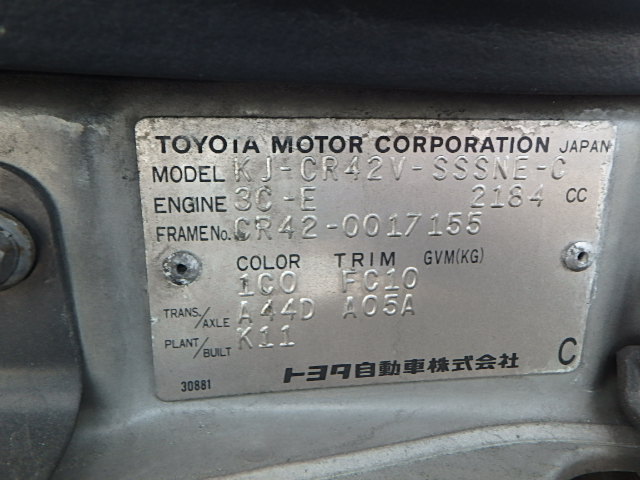 TOYOTA MOTOR CORPORATION JAPAN
MODEL KJ-CR42V-SSSNE-C
ENGINE 3C-E 2184 CC
FRAME No. CR42-0017155
COLOR TRIM GVM(KG)
1C0 FC10
TRANS./AXLE A44D A05A
PLANT/BUILT K11
30881 トヨタ自動車株式会社 C